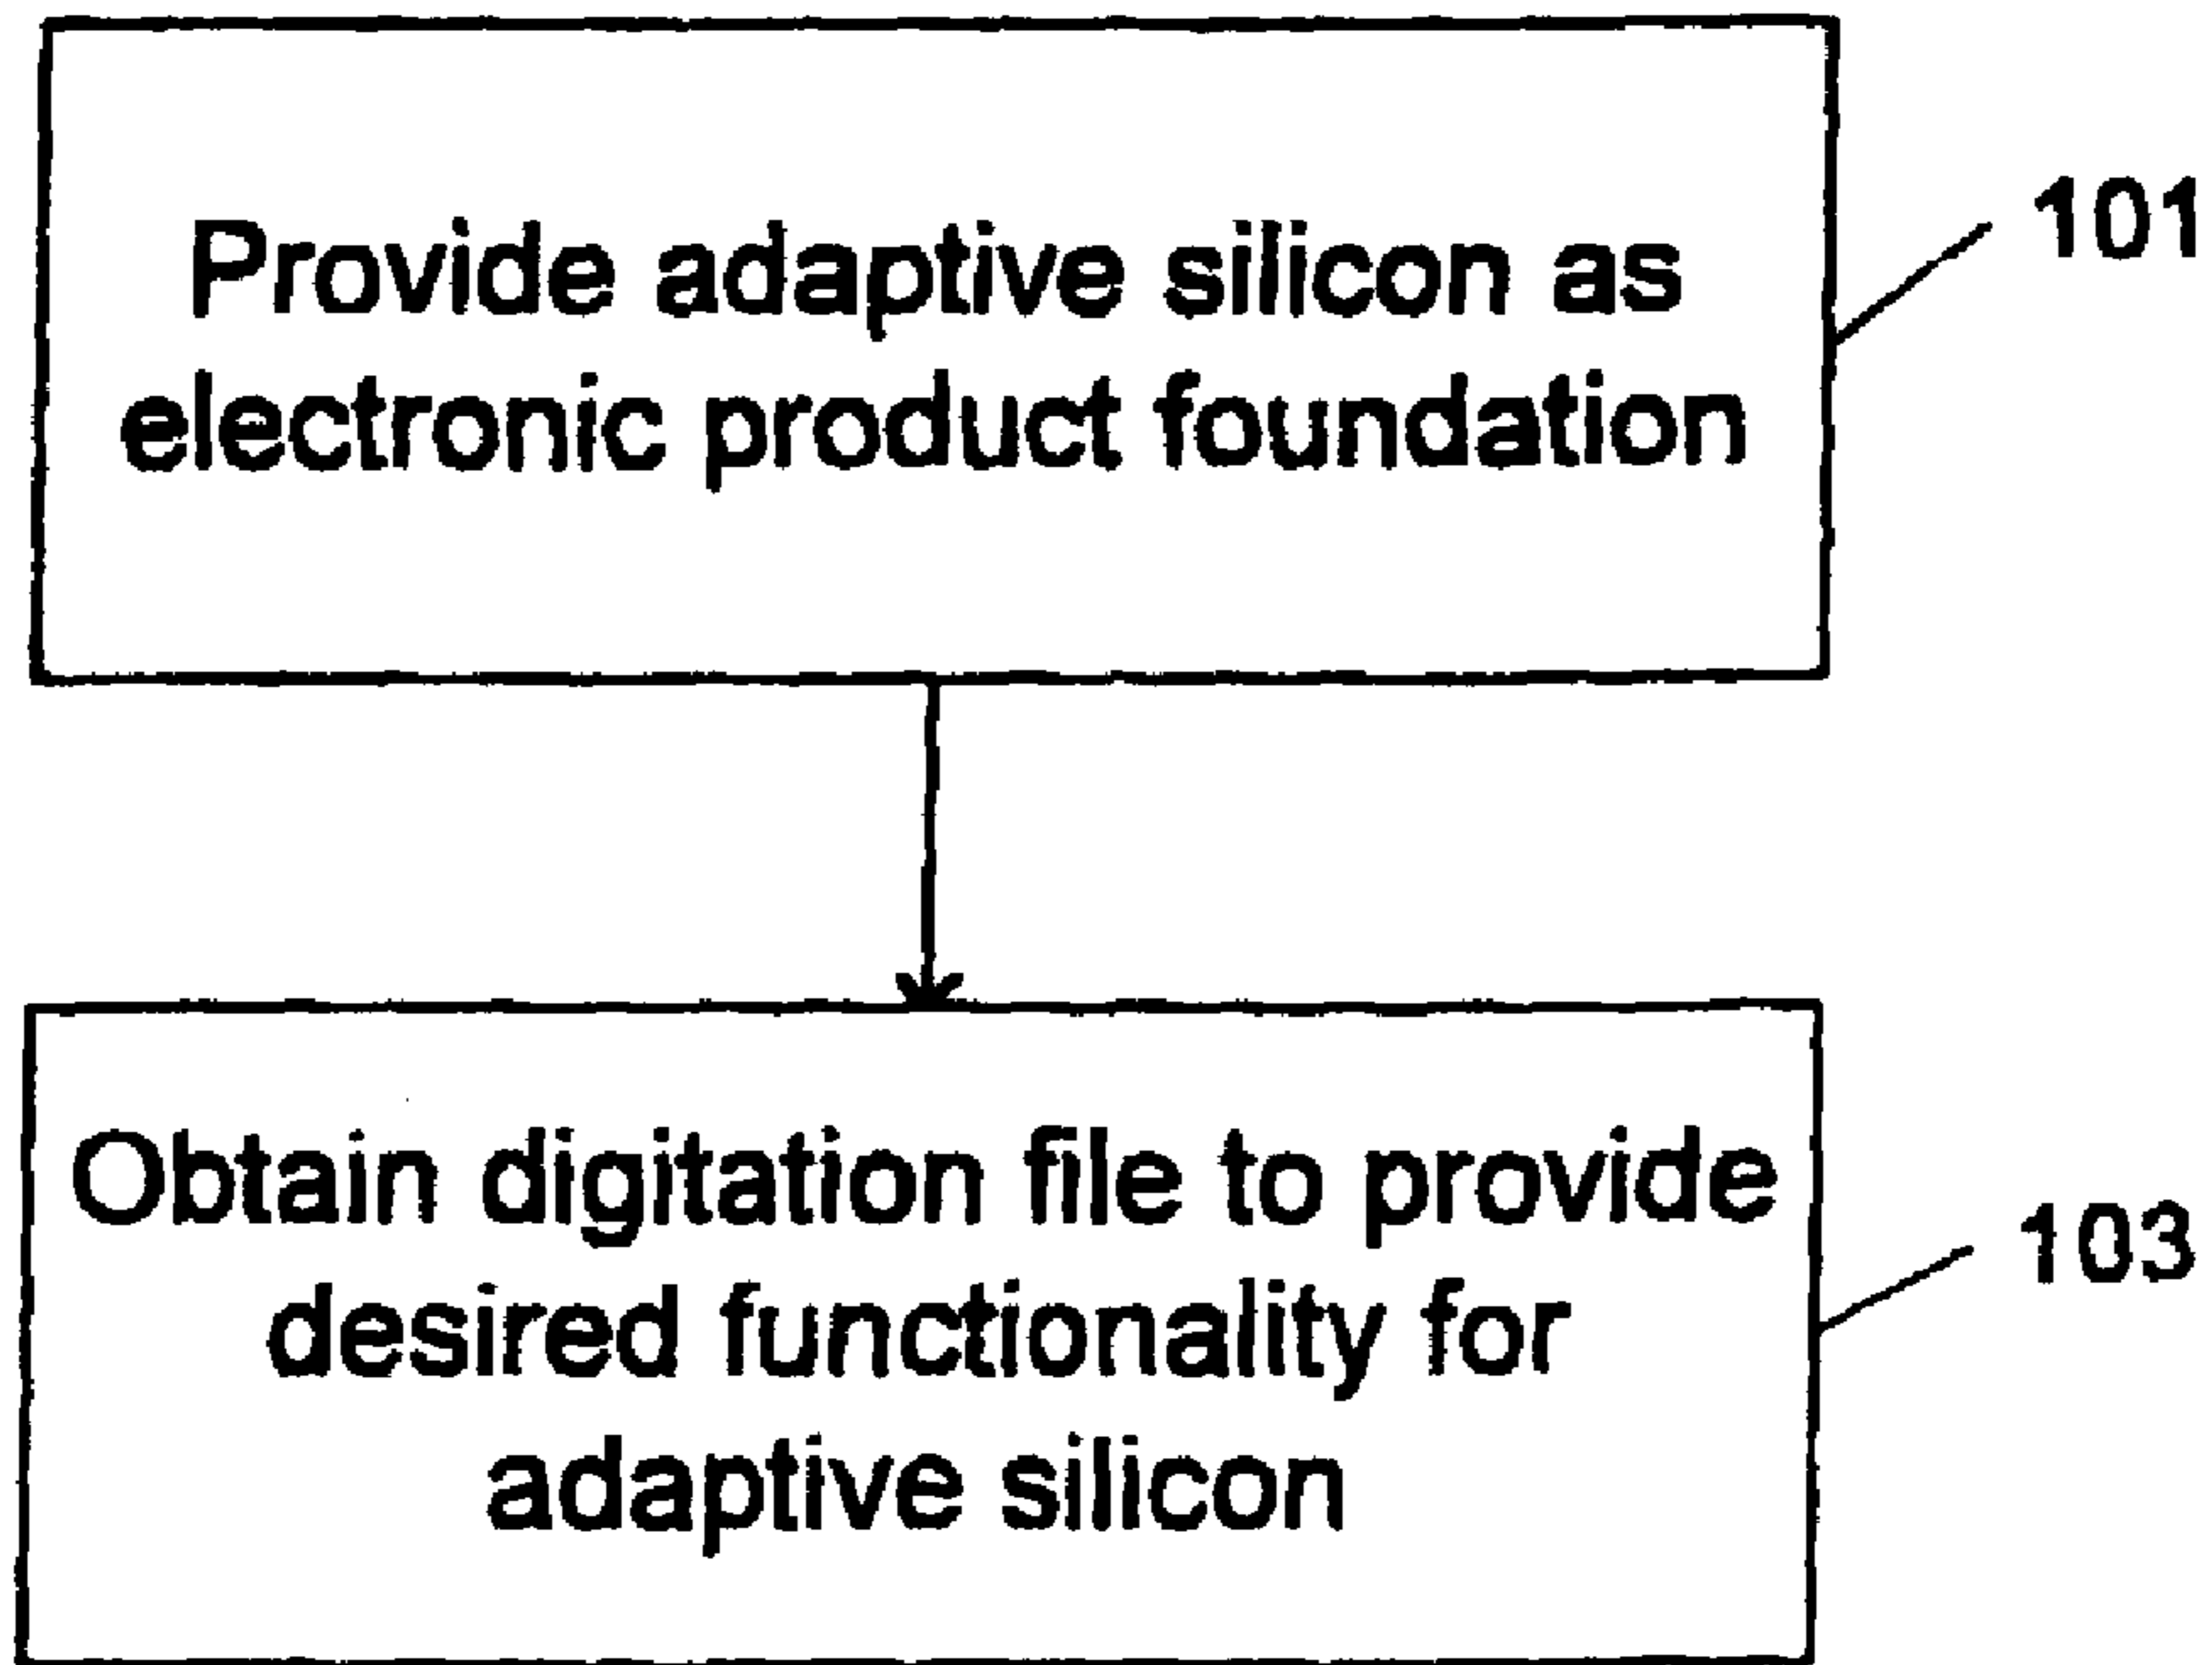 Provide adaptive silicon as
electronic product foundation
101
Obtain digitation file to provide
desired functionality for
adaptive silicon
103